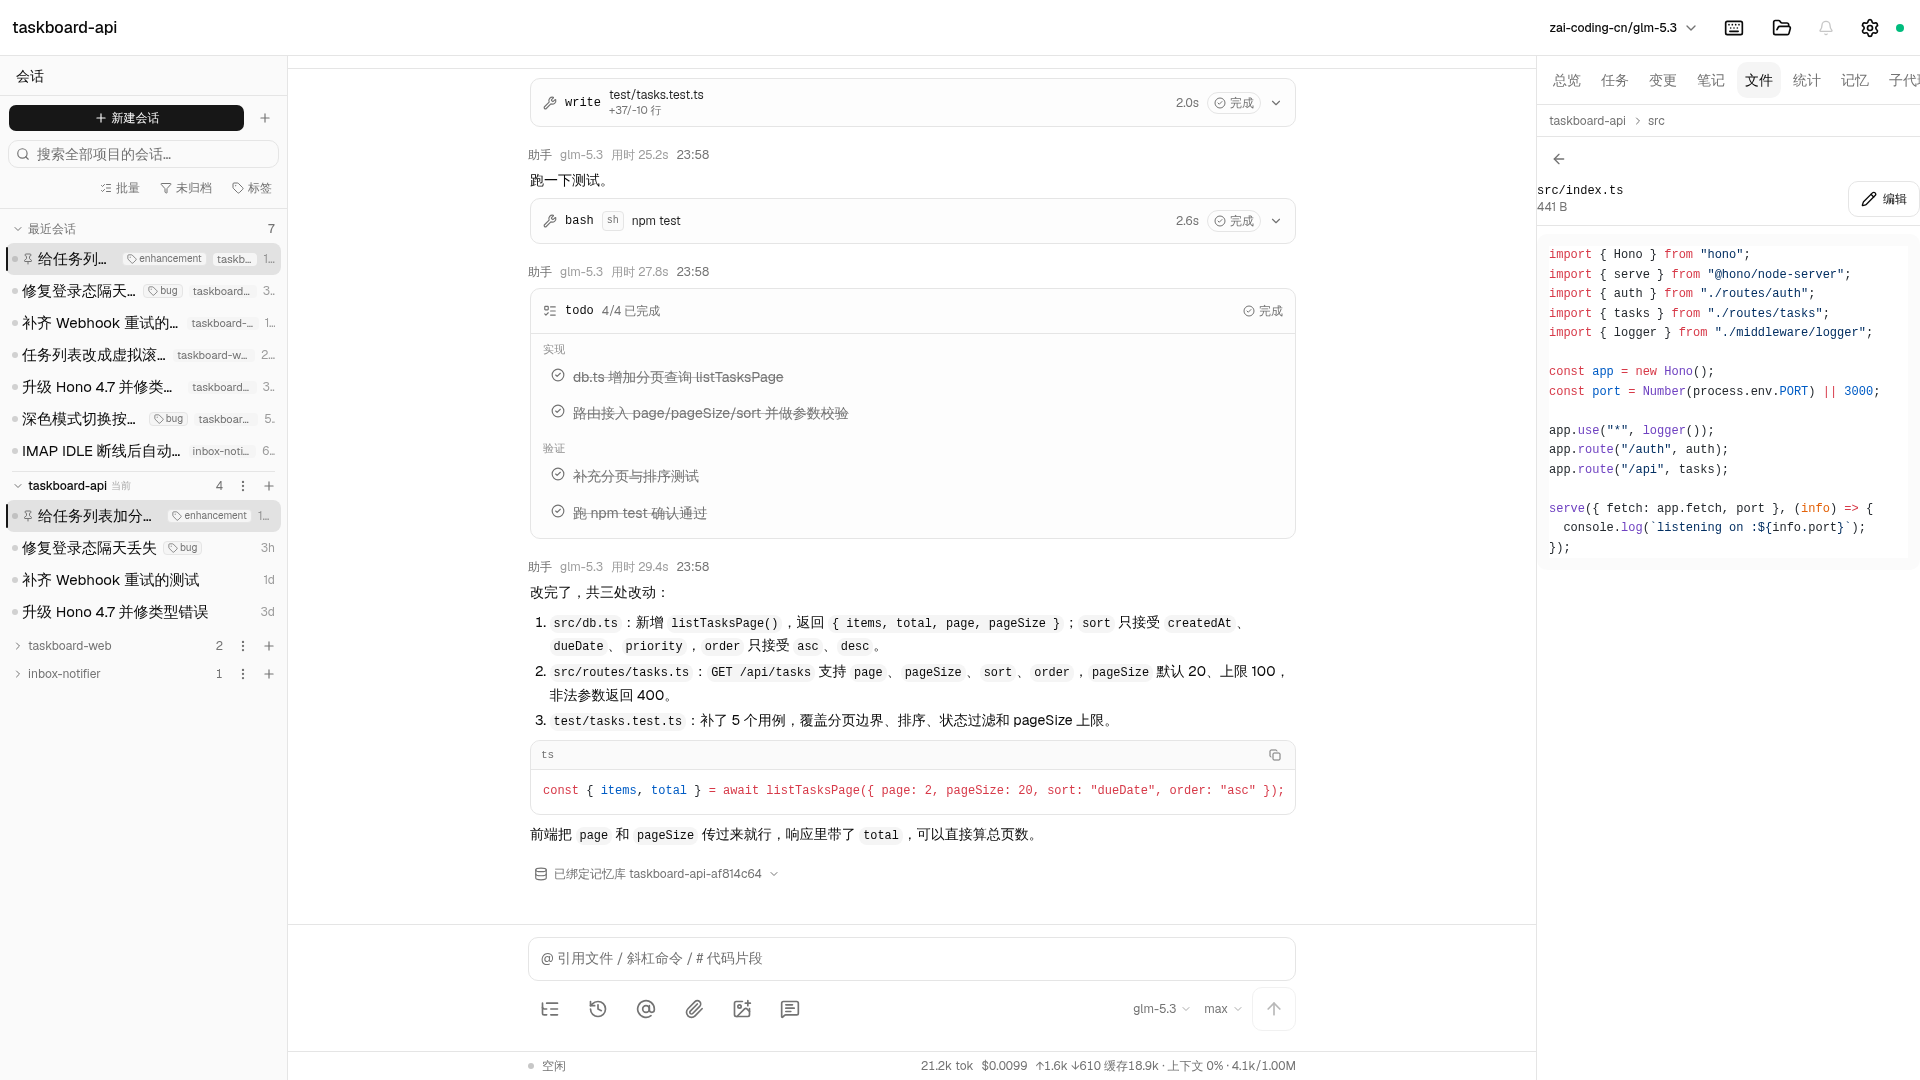 taskboard-api
zai-coding-cn/glm-5.3
会话
新建会话
搜索全部项目的会话...
批量 未归档 标签
最近会话 7
给任务列... enhancement taskb... 1...
修复登录态隔天... bug taskboard... 3..
补齐 Webhook 重试的... taskboard-... 1...
任务列表改成虚拟滚... taskboard-w... 2...
升级 Hono 4.7 并修类... taskboard... 3..
深色模式切换按... bug taskboar... 5..
IMAP IDLE 断线后自动... inbox-noti... 6..
taskboard-api 当前 4
给任务列表加分... enhancement 1...
修复登录态隔天丢失 bug 3h
补齐 Webhook 重试的测试 1d
升级 Hono 4.7 并修类型错误 3d
taskboard-web 2
inbox-notifier 1
write test/tasks.test.ts 2.0s 完成
+37/-10 行
助手 glm-5.3 用时 25.2s 23:58
跑一下测试。
bash sh npm test 2.6s 完成
助手 glm-5.3 用时 27.8s 23:58
todo 4/4 已完成 完成
实现
db.ts 增加分页查询 listTasksPage
路由接入 page/pageSize/sort 并做参数校验
验证
补充分页与排序测试
跑 npm test 确认通过
助手 glm-5.3 用时 29.4s 23:58
改完了，共三处改动：
1. src/db.ts：新增 listTasksPage()，返回 { items, total, page, pageSize }；sort 只接受 createdAt、
dueDate、priority，order 只接受 asc、desc。
2. src/routes/tasks.ts：GET /api/tasks 支持 page、pageSize、sort、order，pageSize 默认 20、上限 100，
非法参数返回 400。
3. test/tasks.test.ts：补了 5 个用例，覆盖分页边界、排序、状态过滤和 pageSize 上限。
ts
const { items, total } = await listTasksPage({ page: 2, pageSize: 20, sort: "dueDate", order: "asc" });
前端把 page 和 pageSize 传过来就行，响应里带了 total，可以直接算总页数。
已绑定记忆库 taskboard-api-af814c64
@ 引用文件 / 斜杠命令 / # 代码片段
glm-5.3 max
空闲 21.2k tok $0.0099 ↑1.6k ↓610 缓存18.9k · 上下文 0% · 4.1k/1.00M
总览 任务 变更 笔记 文件 统计 记忆 子代
taskboard-api > src
src/index.ts
441 B
编辑
import { Hono } from "hono";
import { serve } from "@hono/node-server";
import { auth } from "./routes/auth";
import { tasks } from "./routes/tasks";
import { logger } from "./middleware/logger";
const app = new Hono();
const port = Number(process.env.PORT) || 3000;
app.use("*", logger());
app.route("/auth", auth);
app.route("/api", tasks);
serve({ fetch: app.fetch, port }, (info) => {
console.log(`listening on :${info.port}`);
});